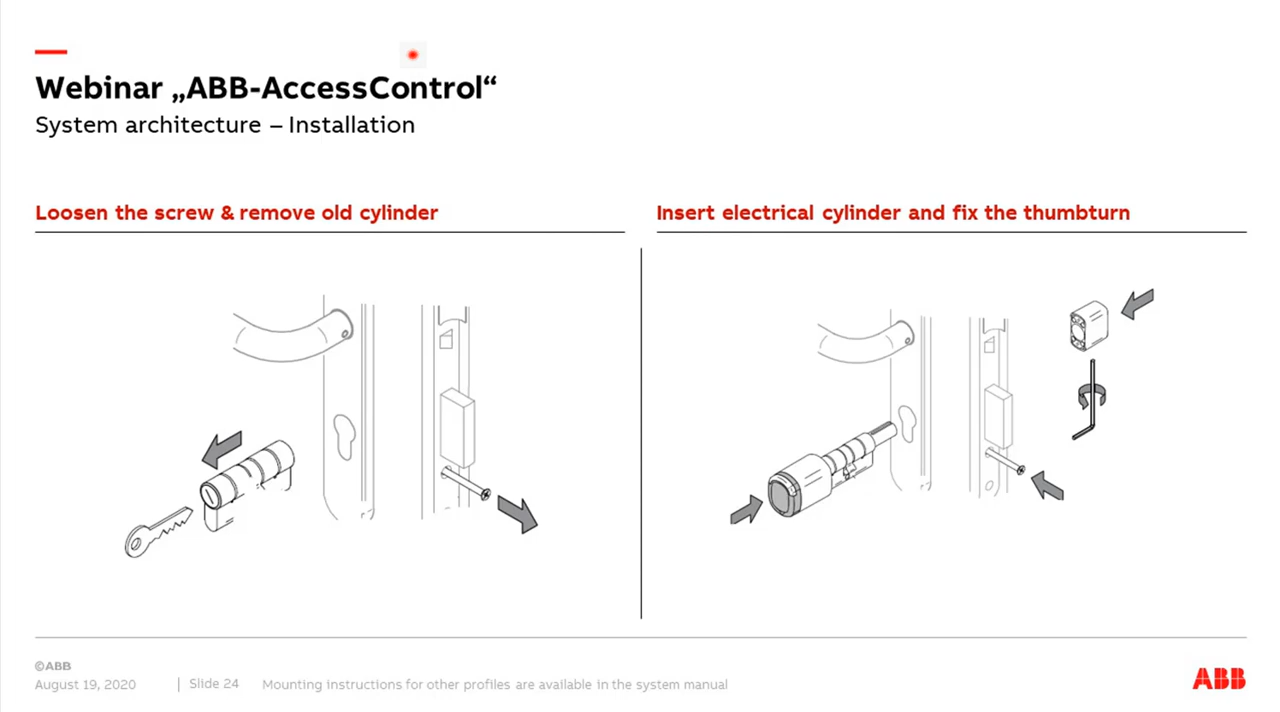 Webinar „ABB-AccessControl“
System architecture – Installation
Loosen the screw & remove old cylinder
Insert electrical cylinder and fix the thumbturn
©ABB
August 19, 2020 | Slide 24 Mounting instructions for other profiles are available in the system manual
ABB